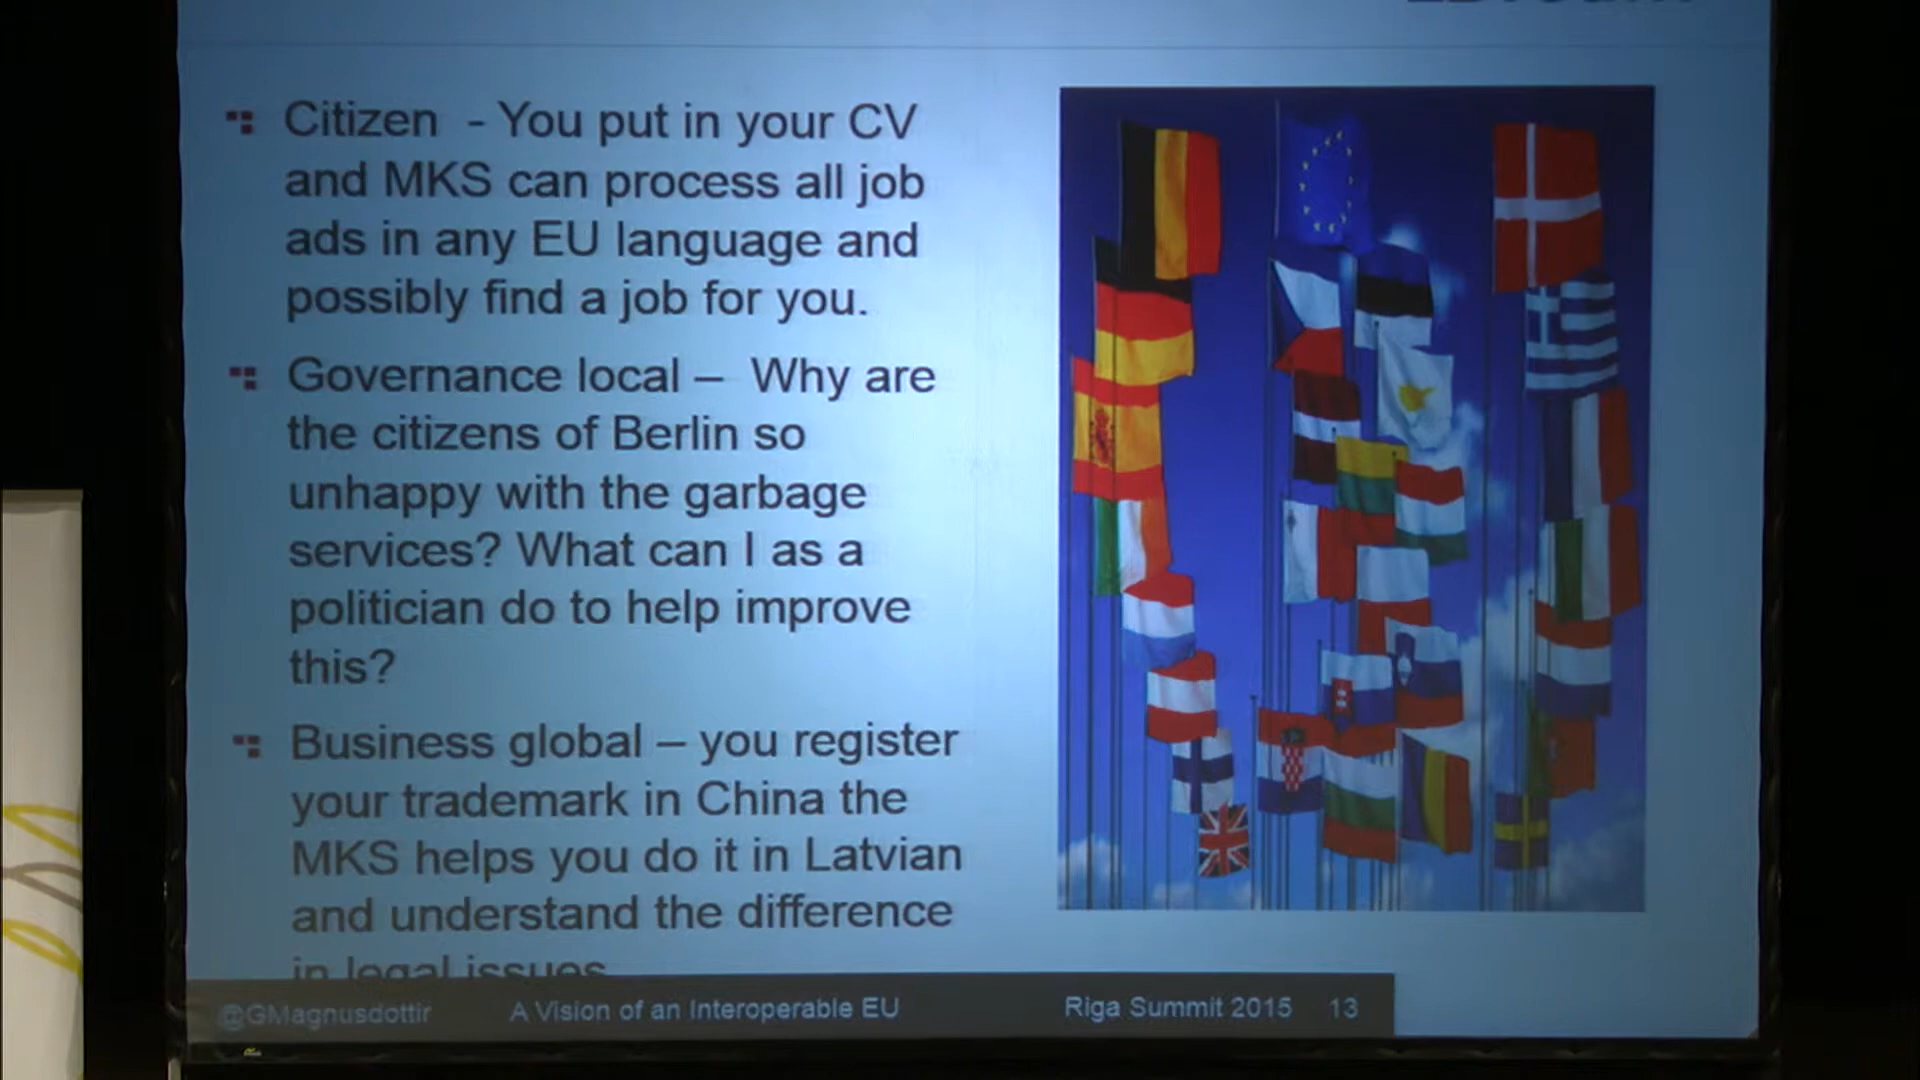 Citizen - You put in your CV
and MKS can process all job
ads in any EU language and
possibly find a job for you.
Governance local – Why are
the citizens of Berlin so
unhappy with the garbage
services? What can I as a
politician do to help improve
this?
Business global – you register
your trademark in China the
MKS helps you do it in Latvian
and understand the difference
in legal issues
@GMagnusdottir A Vision of an Interoperable EU Riga Summit 2015 13